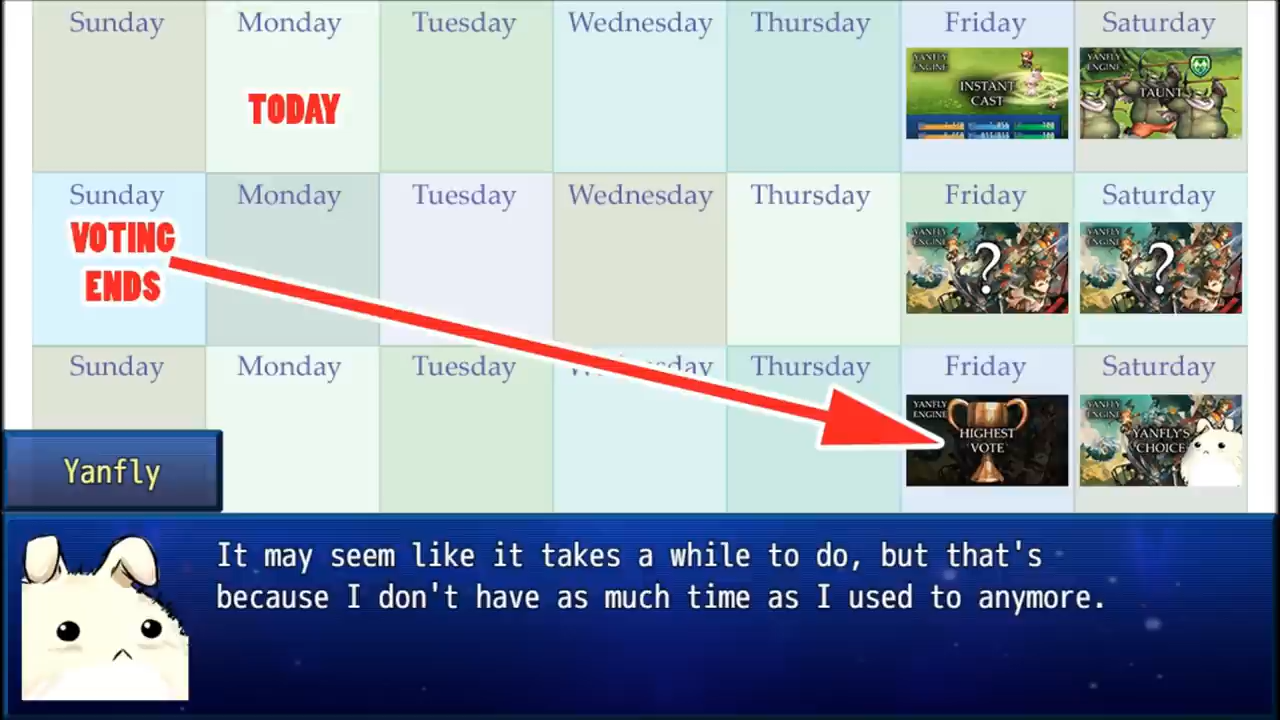 Sunday Monday Tuesday Wednesday Thursday Friday Saturday
TODAY
YANFLY
ENGINE
INSTANT
CAST
YANFLY
ENGINE
TAUNT
Sunday Monday Tuesday Wednesday Thursday Friday Saturday
VOTING
ENDS
YANFLY
ENGINE
?
YANFLY
ENGINE
?
Sunday Monday Tuesday Wednesday Thursday Friday Saturday
YANFLY
ENGINE
HIGHEST
VOTE
YANFLY
ENGINE
YANFLY'S
CHOICE
Yanfly
It may seem like it takes a while to do, but that's
because I don't have as much time as I used to anymore.